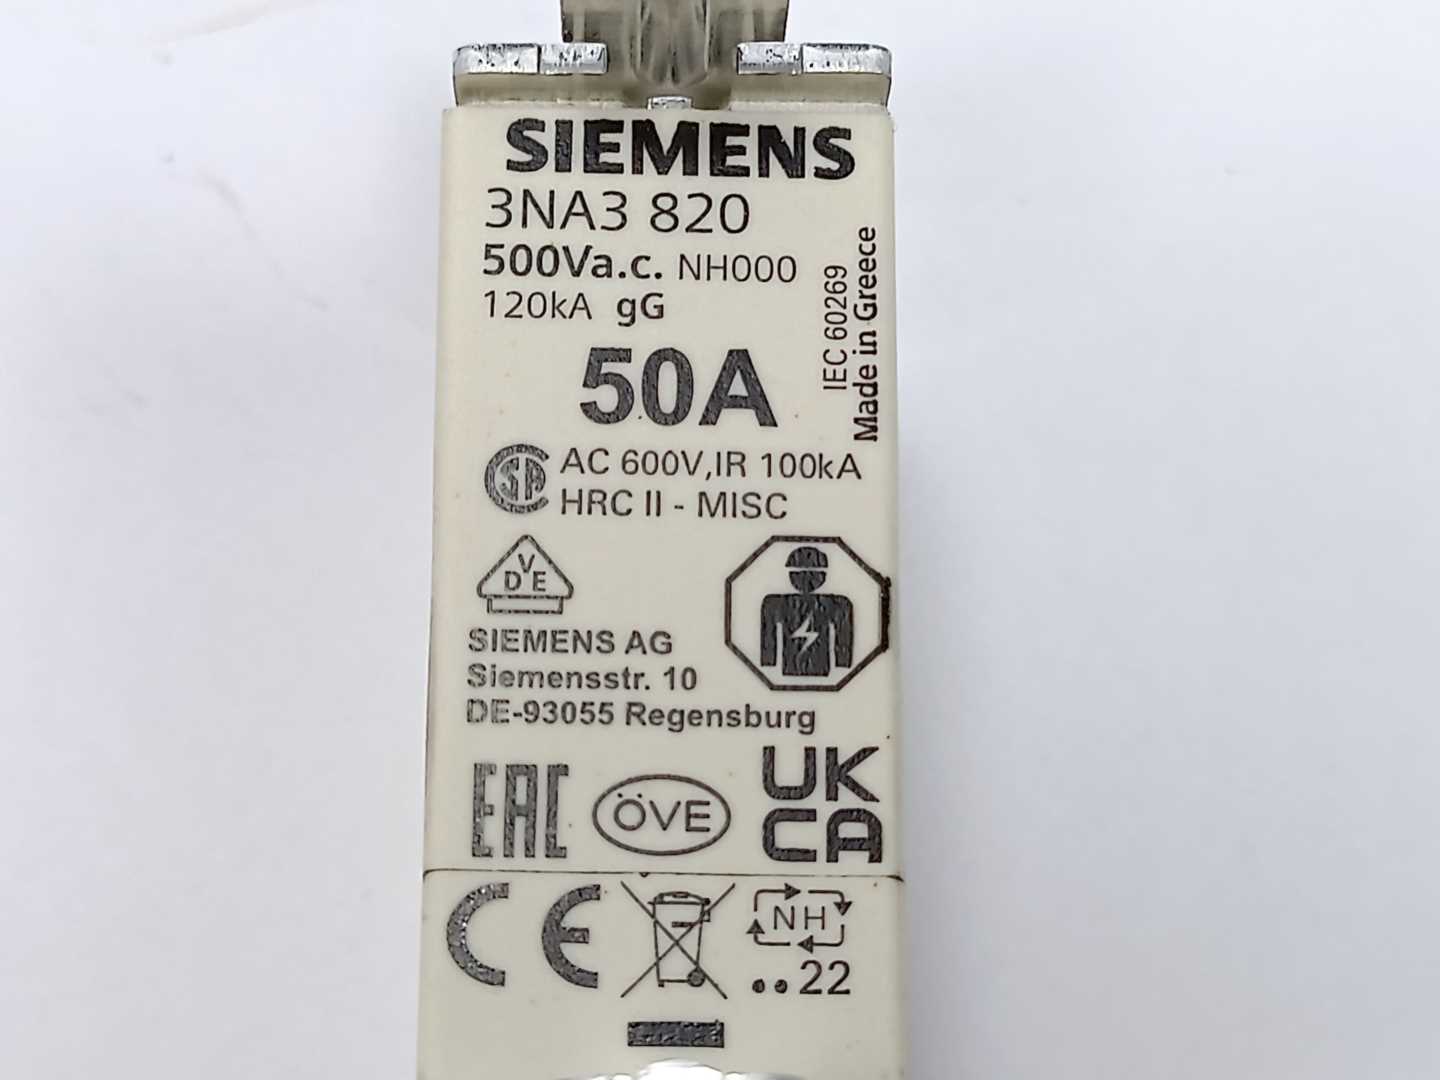 SIEMENS
3NA3 820
500Va.c. NH000
120kA gG
IEC 60269
Made in Greece
50A
CSA AC 600V,IR 100kA
HRC II - MISC
VDE
SIEMENS AG
Siemensstr. 10
DE-93055 Regensburg
EAC ÖVE UK
CA
CE NH
..22